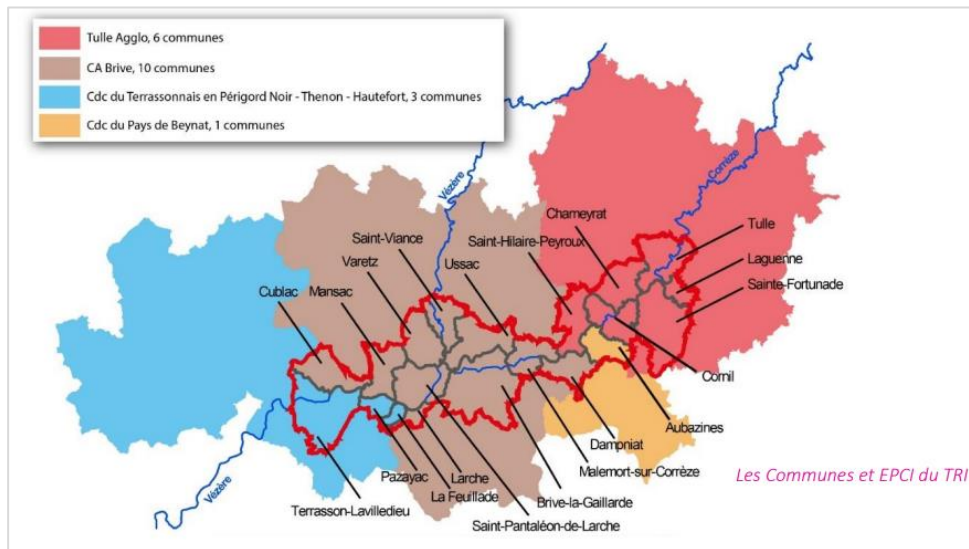 Tulle Agglo, 6 communes
CA Brive, 10 communes
Cdc du Terrassonnais en Périgord Noir - Thenon - Hautefort, 3 communes
Cdc du Pays de Beynat, 1 communes
Vézère
Corrèze
Chameyrat
Saint-Viance
Saint-Hilaire-Peyroux
Tulle
Varetz
Ussac
Laguenne
Cublac
Mansac
Sainte-Fortunade
Cornil
Aubazines
Dampniat
Malemort-sur-Corrèze
Les Communes et EPCI du TRI
Pazayac
Larche
La Feuillade
Brive-la-Gaillarde
Vézère
Terrasson-Lavilledieu
Saint-Pantaléon-de-Larche